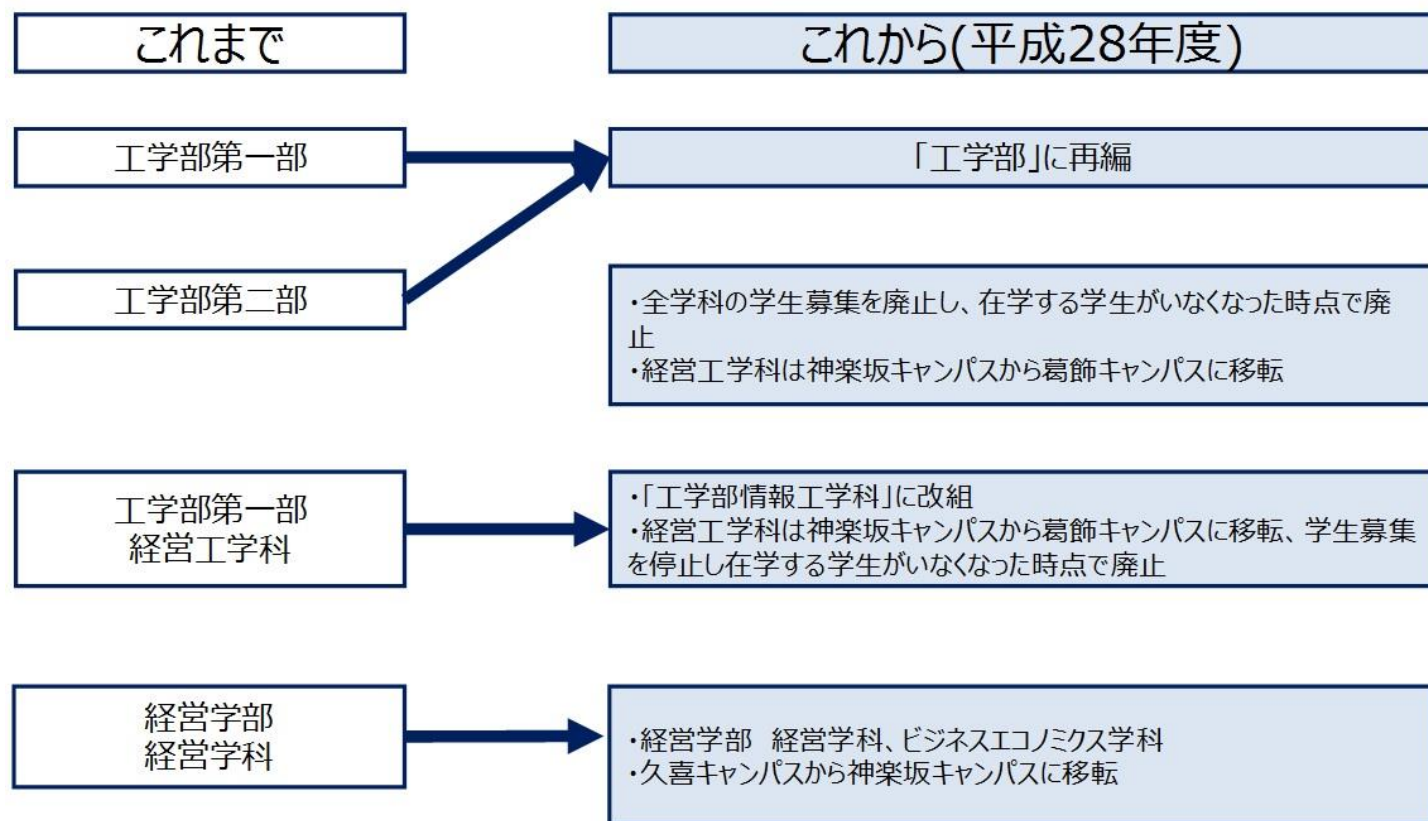 これまで
これから(平成28年度)
工学部第一部
「工学部」に再編
工学部第二部
・全学科の学生募集を廃止し、在学する学生がいなくなった時点で廃
止
・経営工学科は神楽坂キャンパスから葛飾キャンパスに移転
工学部第一部
経営工学科
・「工学部情報工学科」に改組
・経営工学科は神楽坂キャンパスから葛飾キャンパスに移転、学生募集
を停止し在学する学生がいなくなった時点で廃止
経営学部
経営学科
・経営学部 経営学科、ビジネスエコノミクス学科
・久喜キャンパスから神楽坂キャンパスに移転